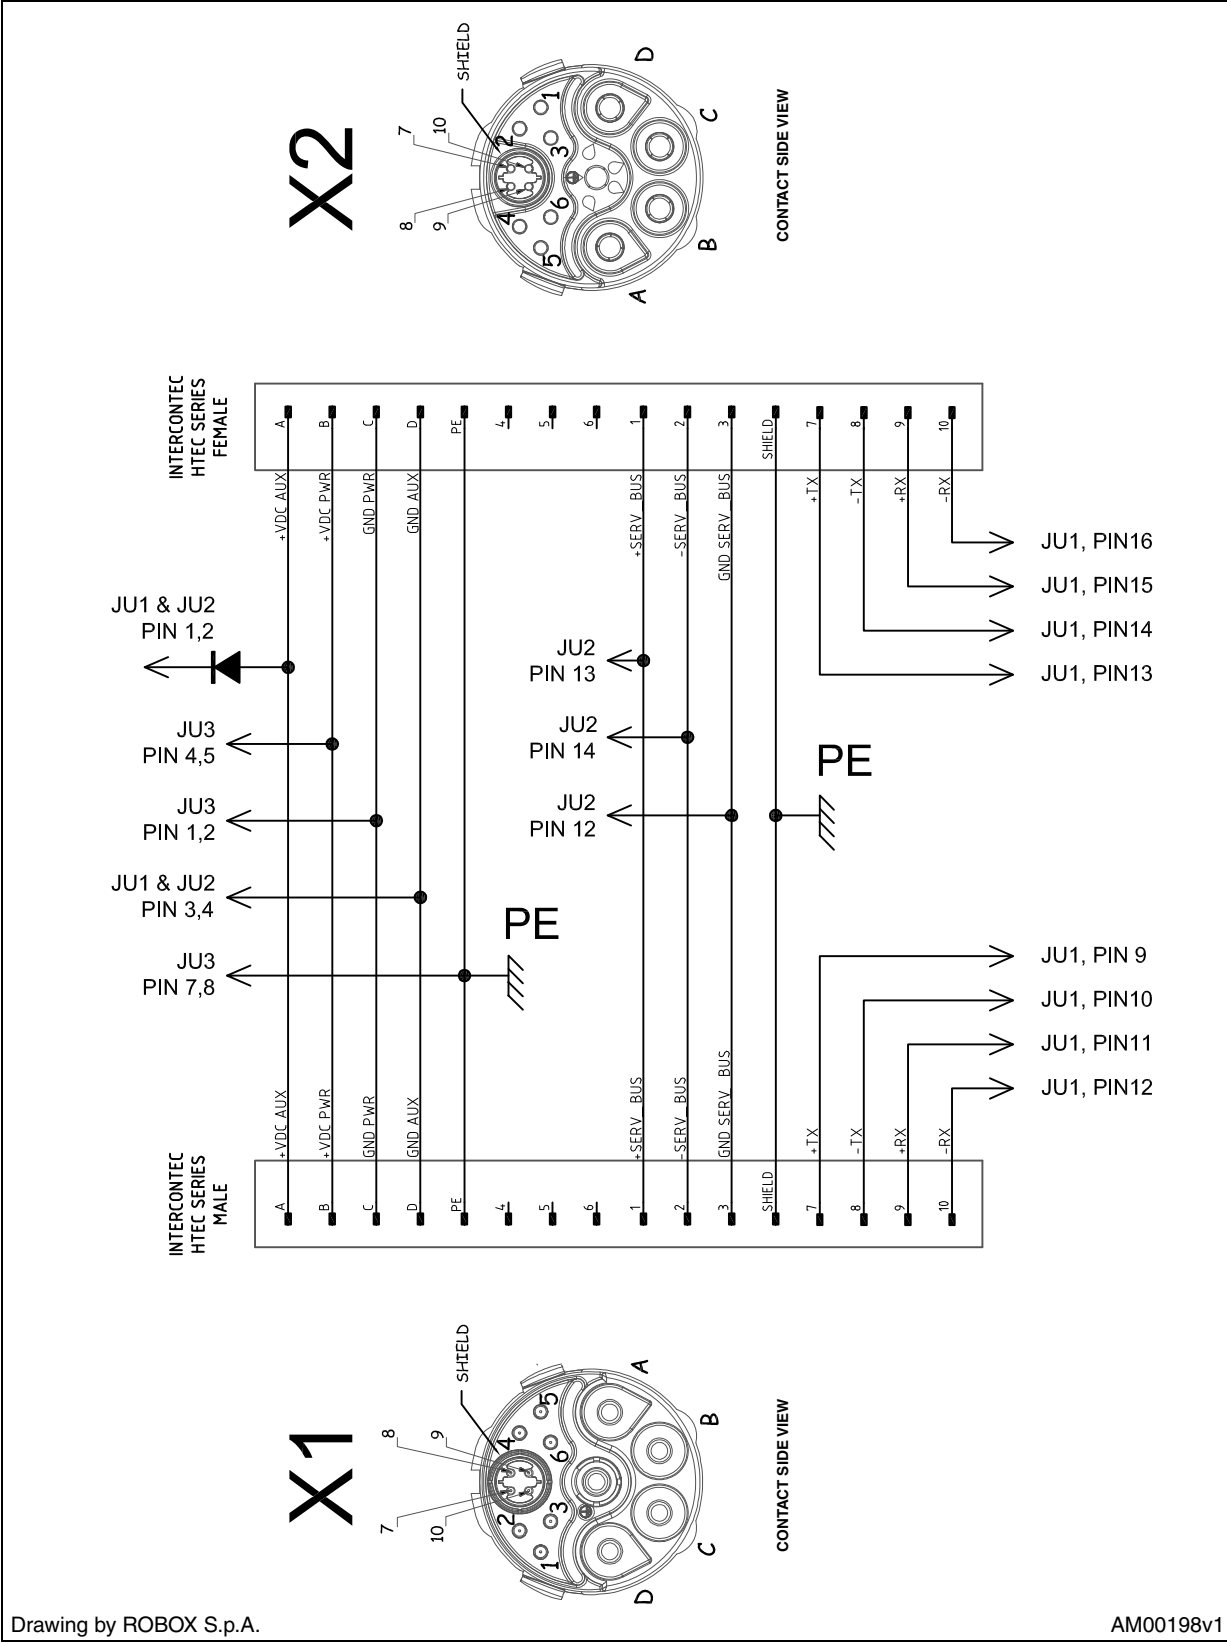 X2
SHIELD
7
10
8
9
1
2
3
4
5
6
D
C
B
A
CONTACT SIDE VIEW
INTERCONTEC
HTEC SERIES
FEMALE
A
B
C
D
PE
4
5
6
1
2
3
SHIELD
7
8
9
10
+VDC AUX
+VDC PWR
GND PWR
GND AUX
+SERV_BUS
-SERV_BUS
GND SERV_BUS
+TX
-TX
+RX
-RX
JU1, PIN16
JU1, PIN15
JU1, PIN14
JU1, PIN13
JU1 & JU2
PIN 1,2
JU3
PIN 4,5
JU3
PIN 1,2
JU1 & JU2
PIN 3,4
JU3
PIN 7,8
PE
JU2
PIN 13
JU2
PIN 14
JU2
PIN 12
PE
JU1, PIN 9
JU1, PIN10
JU1, PIN11
JU1, PIN12
+VDC AUX
+VDC PWR
GND PWR
GND AUX
+SERV_BUS
-SERV_BUS
GND SERV_BUS
+TX
-TX
+RX
-RX
INTERCONTEC
HTEC SERIES
MALE
A
B
C
D
PE
4
5
6
1
2
3
SHIELD
7
8
9
10
X1
SHIELD
8
9
7
10
5
4
6
3
2
1
A
B
C
D
CONTACT SIDE VIEW
Drawing by ROBOX S.p.A.
AM00198v1